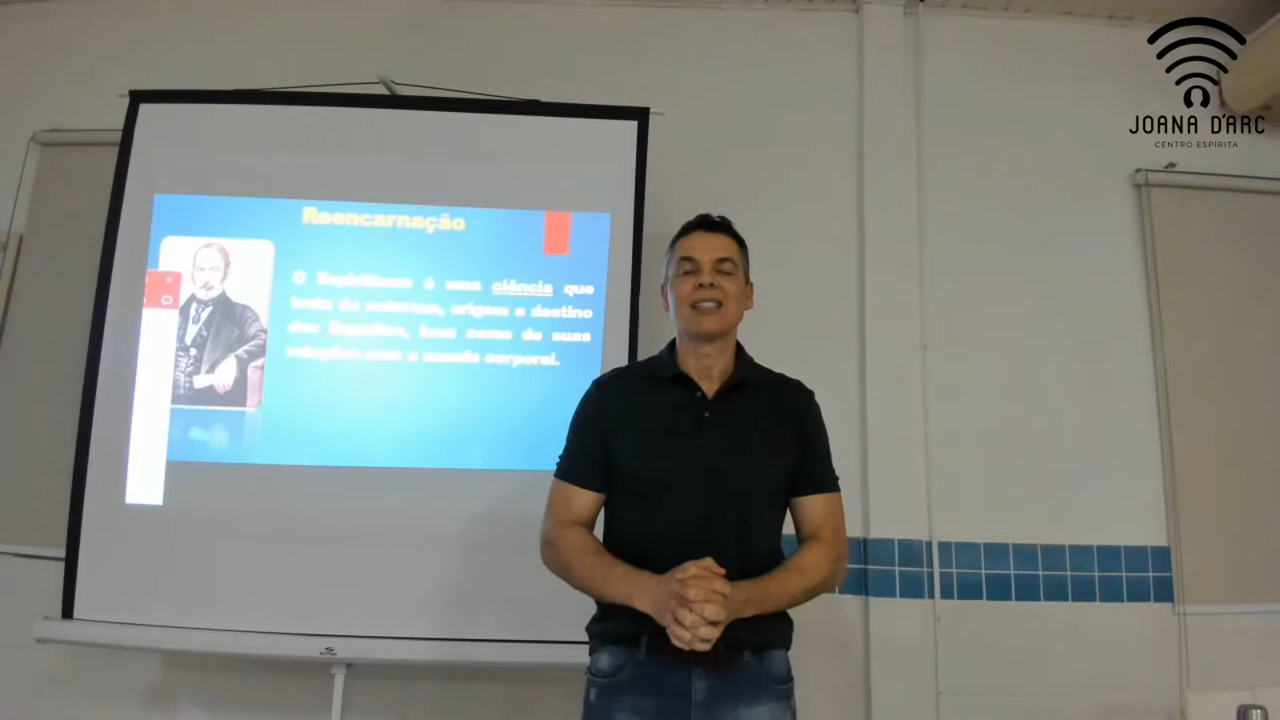 JOANA D'ARC
CENTRO ESPÍRITA
Reencarnação
O Espiritismo é uma ciência que
trata da natureza, origem e destino
dos Espíritos, bem como de suas
relações com o mundo corporal.